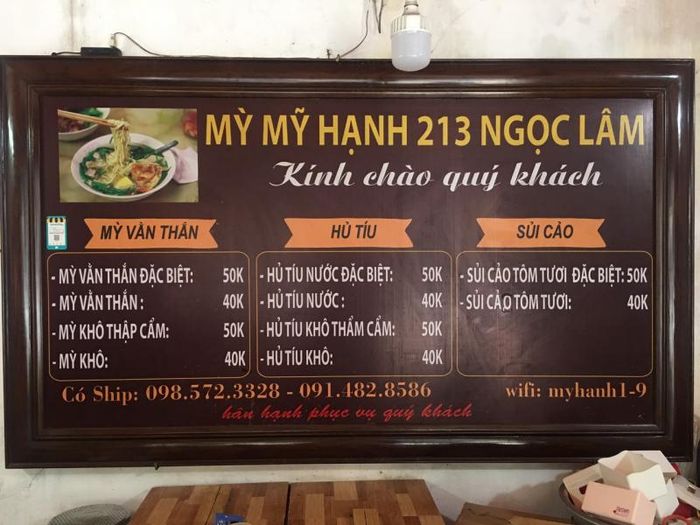 MỲ MỸ HẠNH 213 NGỌC LÂM
Kính chào quý khách
MỲ VẰN THẮN
- MỲ VẰN THẮN ĐẶC BIỆT: 50K
- MỲ VẰN THẮN : 40K
- MỲ KHÔ THẬP CẨM: 50K
- MỲ KHÔ: 40K
HỦ TÍU
- HỦ TÍU NƯỚC ĐẶC BIỆT: 50K
- HỦ TÍU NƯỚC : 40K
- HỦ TÍU KHÔ THẨM CẨM: 50K
- HỦ TÍU KHÔ: 40K
SỦI CẢO
- SỦI CẢO TÔM TƯƠI ĐẶC BIỆT: 50K
- SỦI CẢO TÔM TƯƠI: 40K
Có Ship: 098.572.3328 - 091.482.8586
wifi: myhanh1-9
hân hạnh phục vụ quý khách